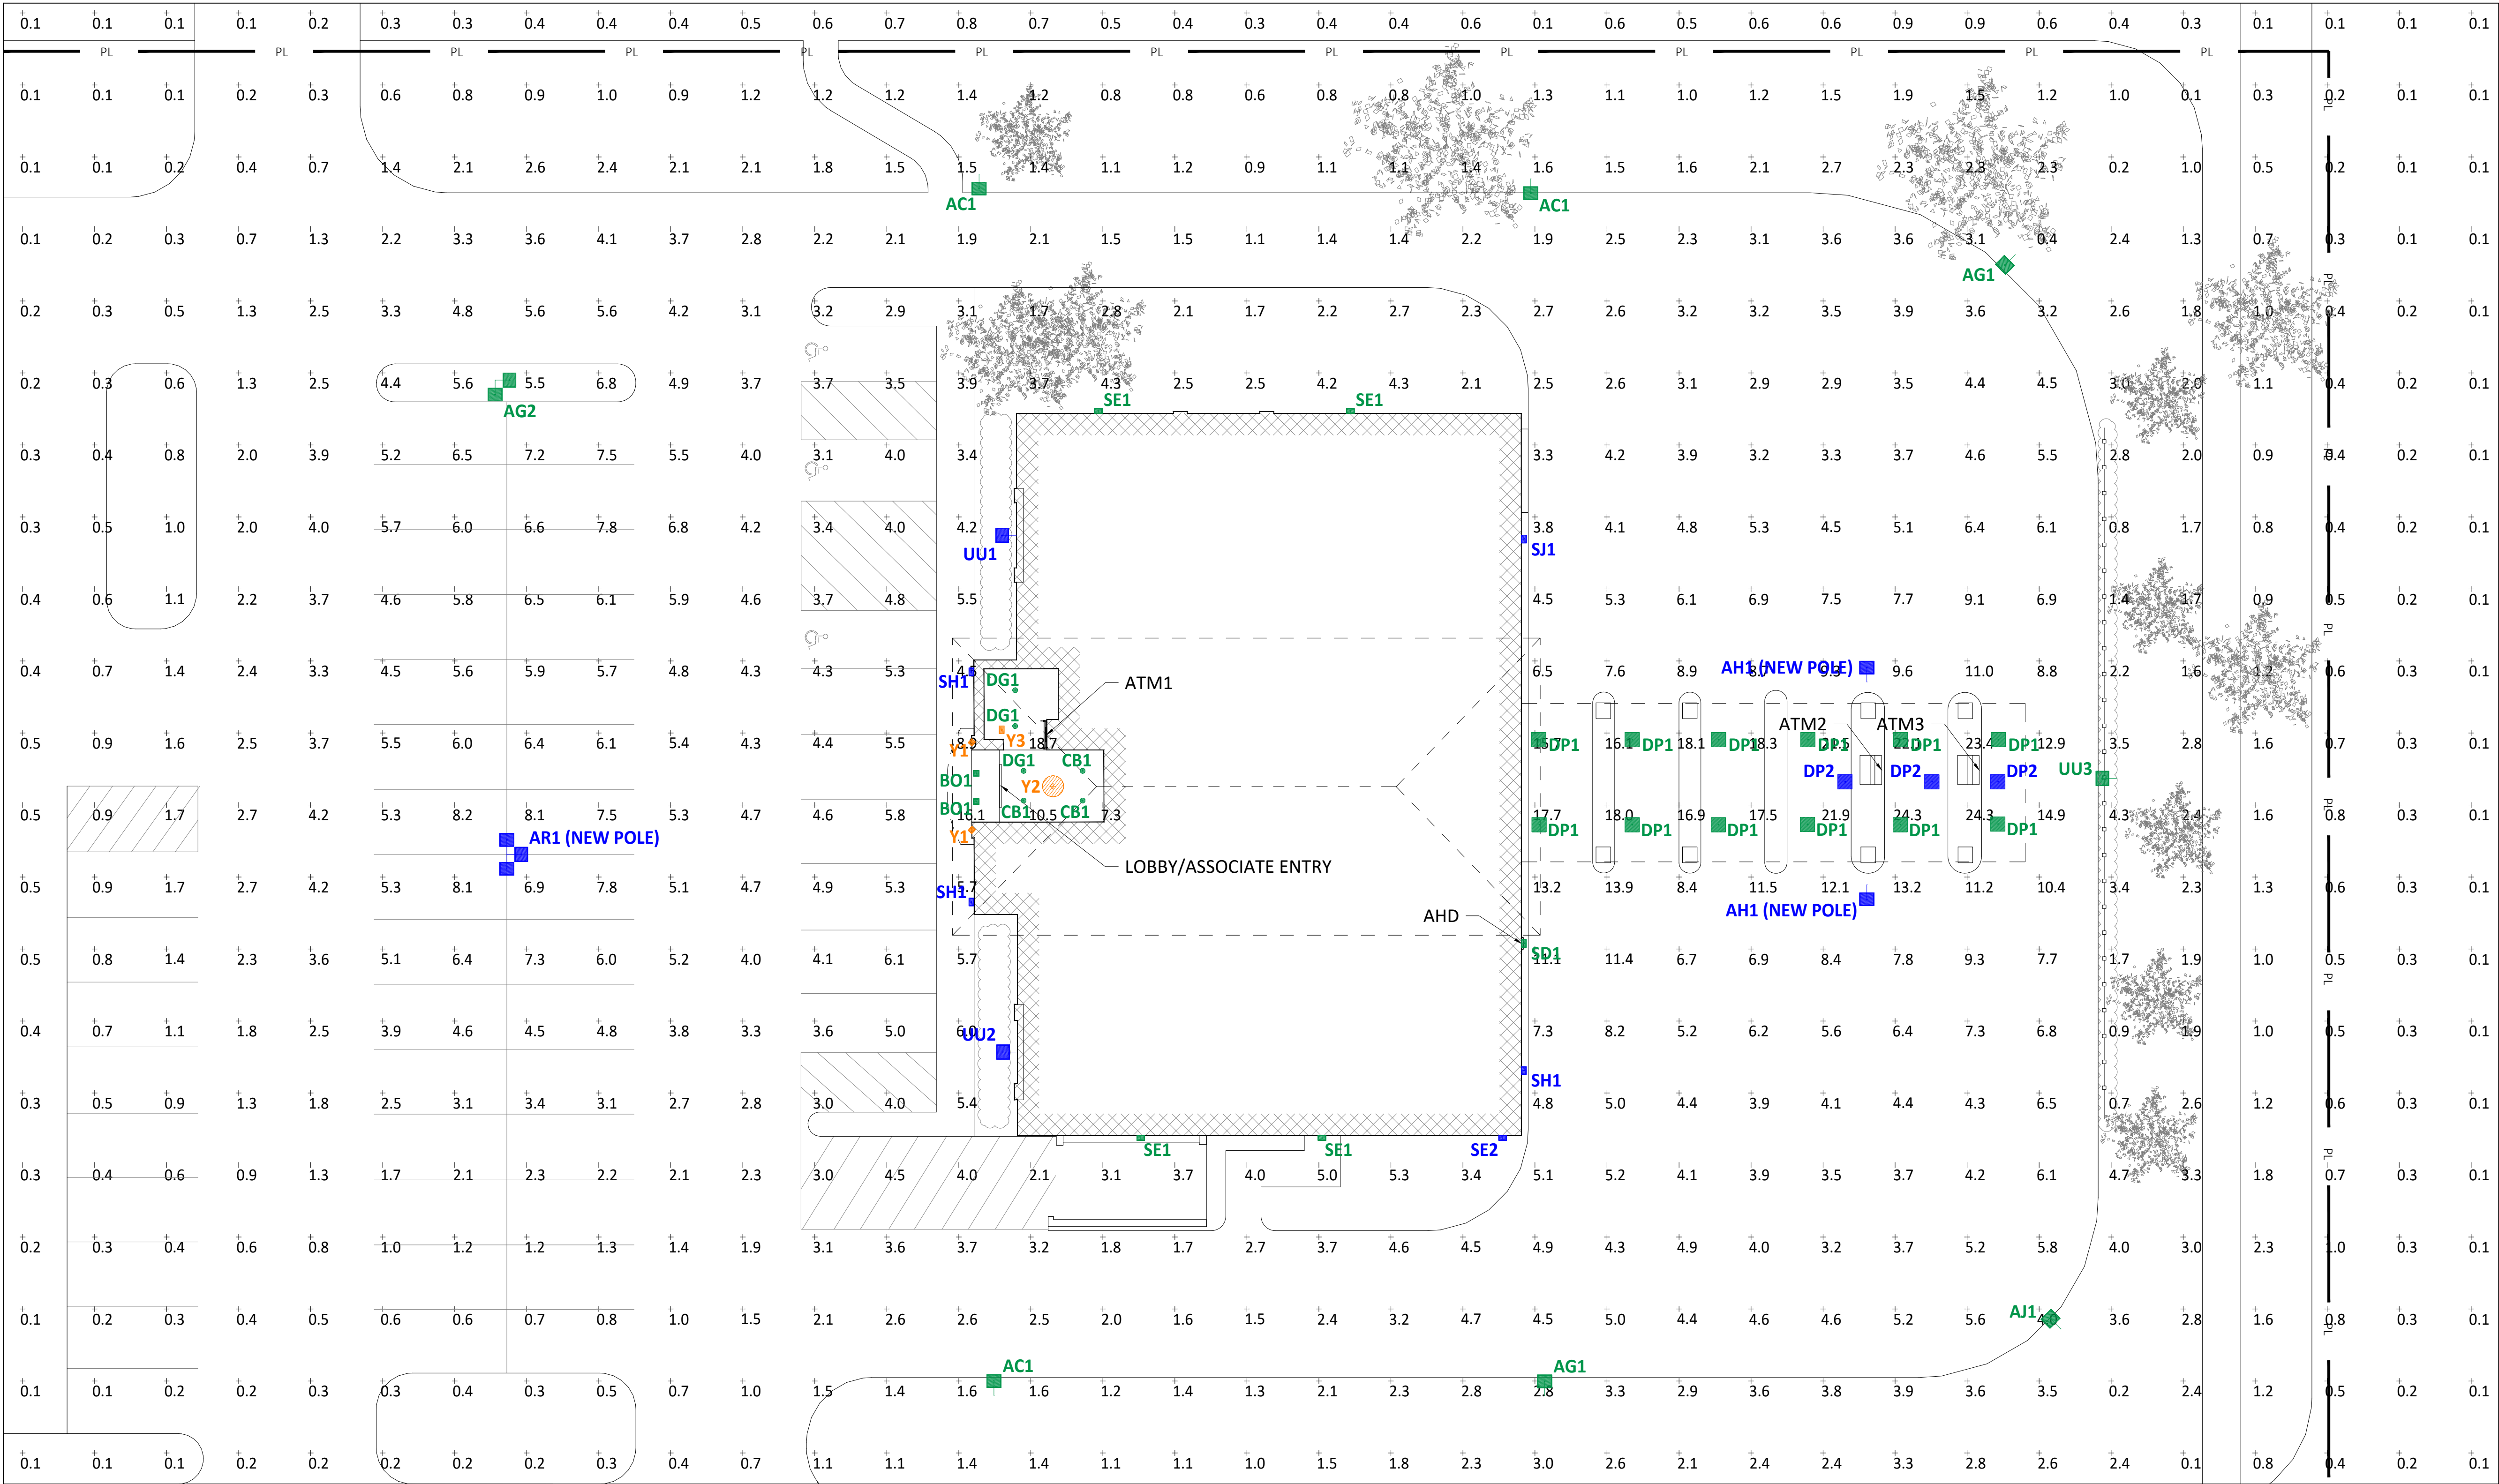 0.1 0.1 0.1 0.1 0.2 0.3 0.3 0.4 0.4 0.4 0.5 0.6 0.7 0.8 0.7 0.5 0.4 0.3 0.4 0.4 0.6 0.1 0.6 0.5 0.6 0.6 0.9 0.9 0.6 0.4 0.3 0.1 0.1 0.1 0.1
PL PL PL PL PL PL PL PL PL PL PL PL PL
0.1 0.1 0.1 0.2 0.3 0.6 0.8 0.9 1.0 0.9 1.2 1.2 1.2 1.4 1.2 0.8 0.8 0.6 0.8 0.8 1.0 1.3 1.1 1.0 1.2 1.5 1.9 1.5 1.2 1.0 0.1 0.3 0.2 0.1 0.1
PL
0.1 0.1 0.2 0.4 0.7 1.4 2.1 2.6 2.4 2.1 2.1 1.8 1.5 1.5 1.4 1.1 1.2 0.9 1.1 1.1 1.4 1.6 1.5 1.6 2.1 2.7 2.3 2.3 2.3 0.2 1.0 0.5 0.2 0.1 0.1
AC1 AC1
0.1 0.2 0.3 0.7 1.3 2.2 3.3 3.6 4.1 3.7 2.8 2.2 2.1 1.9 2.1 1.5 1.5 1.1 1.4 1.4 2.2 1.9 2.5 2.3 3.1 3.6 3.6 3.1 0.4 2.4 1.3 0.7 0.3 0.1 0.1
AG1 PL
0.2 0.3 0.5 1.3 2.5 3.3 4.8 5.6 5.6 4.2 3.1 3.2 2.9 3.1 1.7 2.8 2.1 1.7 2.2 2.7 2.3 2.7 2.6 3.2 3.2 3.5 3.9 3.6 3.2 2.6 1.8 1.0 0.4 0.2 0.1
0.2 0.3 0.6 1.3 2.5 4.4 5.6 5.5 6.8 4.9 3.7 3.7 3.5 3.9 3.7 4.3 2.5 2.5 4.2 4.3 2.1 2.5 2.6 3.1 2.9 2.9 3.5 4.4 4.5 3.0 2.0 1.1 0.4 0.2 0.1
AG2 SE1 SE1
0.3 0.4 0.8 2.0 3.9 5.2 6.5 7.2 7.5 5.5 4.0 3.1 4.0 3.4 3.3 4.2 3.9 3.2 3.3 3.7 4.6 5.5 2.8 2.0 0.9 0.4 0.2 0.1
PL
0.3 0.5 1.0 2.0 4.0 5.7 6.0 6.6 7.8 6.8 4.2 3.4 4.0 4.2 3.8 4.1 4.8 5.3 4.5 5.1 6.4 6.1 0.8 1.7 0.8 0.4 0.2 0.1
UU1 SJ1
0.4 0.6 1.1 2.2 3.7 4.6 5.8 6.5 6.1 5.9 4.6 3.7 4.8 5.5 4.5 5.3 6.1 6.9 7.5 7.7 9.1 6.9 1.4 1.7 0.9 0.5 0.2 0.1
PL
0.4 0.7 1.4 2.4 3.3 4.5 5.6 5.9 5.7 4.8 4.3 4.3 5.3 6.5 7.6 8.9 AH1 (NEW POLE) 9.3 9.6 11.0 8.8 2.2 1.6 1.2 0.6 0.3 0.1
SH1 DG1 ATM1
DG1 ATM2 ATM3
0.5 0.9 1.6 2.5 3.7 5.5 6.0 6.4 6.1 5.4 4.3 4.4 5.5 18.7 15.7 16.1 18.1 18.3 21.5 22.1 23.4 12.9 3.5 2.8 1.6 0.7 0.3 0.1
Y1 Y3 DP1 DP1 DP1 DP1 DP1 DP1
BO1 DG1 CB1 DP2 DP2 DP2 UU3
Y2
BO1 CB1 CB1
0.5 0.9 1.7 2.7 4.2 5.3 8.2 8.1 7.5 5.3 4.7 4.6 5.8 16.1 10.5 7.3 17.7 18.0 16.9 17.5 21.9 24.3 24.3 14.9 4.3 2.4 1.6 0.8 0.3 0.1
PL
AR1 (NEW POLE) Y1 DP1 DP1 DP1 DP1 DP1 DP1
LOBBY/ASSOCIATE ENTRY
0.5 0.9 1.7 2.7 4.2 5.3 8.1 6.9 7.8 5.1 4.7 4.9 5.3 5.7 13.2 13.9 8.4 11.5 12.1 13.2 11.2 10.4 3.4 2.3 1.3 0.6 0.3 0.1
SH1 AHD AH1 (NEW POLE)
SD1
0.5 0.8 1.4 2.3 3.6 5.1 6.4 7.3 6.0 5.2 4.0 4.1 6.1 5.7 11.1 11.4 6.7 6.9 8.4 7.8 9.3 7.7 1.7 1.9 1.0 0.5 0.3 0.1
PL
0.4 0.7 1.1 1.8 2.5 3.9 4.6 4.5 4.8 3.8 3.3 3.6 5.0 6.0 7.3 8.2 5.2 6.2 5.6 6.4 7.3 6.8 0.9 1.9 1.0 0.5 0.3 0.1
UU2 SH1
0.3 0.5 0.9 1.3 1.8 2.5 3.1 3.4 3.1 2.7 2.8 3.0 4.0 5.4 4.8 5.0 4.4 3.9 4.1 4.4 4.3 6.5 0.7 2.6 1.2 0.6 0.3 0.1
SE1 SE1 SE2 PL
0.3 0.4 0.6 0.9 1.3 1.7 2.1 2.3 2.2 2.1 2.3 3.0 4.5 4.0 2.1 3.1 3.7 4.0 5.0 5.3 3.4 5.1 5.2 4.1 3.9 3.5 3.7 4.2 6.1 4.7 3.3 1.8 0.7 0.3 0.1
0.2 0.3 0.4 0.6 0.8 1.0 1.2 1.2 1.3 1.4 1.9 3.1 3.6 3.7 3.2 1.8 1.7 2.7 3.7 4.6 4.5 4.9 4.3 4.9 4.0 3.2 3.7 5.2 5.8 4.0 3.0 2.3 1.0 0.3 0.1
AJ1
0.1 0.2 0.3 0.4 0.5 0.6 0.6 0.7 0.8 1.0 1.5 2.1 2.6 2.6 2.5 2.0 1.6 1.5 2.4 3.2 4.7 4.5 5.0 4.4 4.6 4.6 5.2 5.6 3.6 2.8 1.6 0.8 0.3 0.1
PL
AC1 AG1
0.1 0.1 0.2 0.2 0.3 0.3 0.4 0.3 0.5 0.7 1.0 1.5 1.4 1.6 1.6 1.2 1.4 1.3 2.1 2.3 2.8 2.8 3.3 2.9 3.6 3.8 3.9 3.6 3.5 0.2 2.4 1.2 0.5 0.2 0.1
0.1 0.1 0.1 0.2 0.2 0.2 0.2 0.2 0.3 0.4 0.7 1.1 1.1 1.4 1.4 1.1 1.1 1.0 1.5 1.8 2.3 3.0 2.6 2.1 2.4 2.4 3.3 2.8 2.6 2.4 0.1 0.8 0.4 0.2 0.1